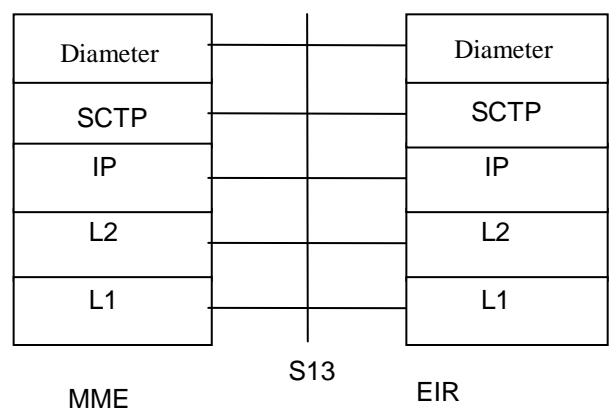 Diameter Diameter
SCTP SCTP
IP IP
L2 L2
L1 L1
S13
MME EIR